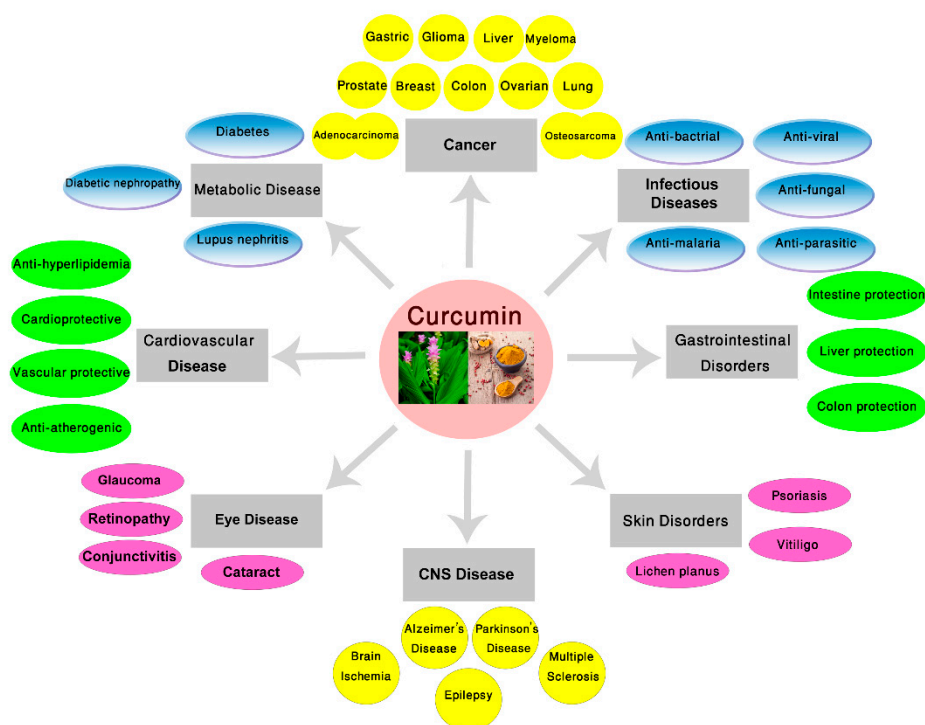 Gastric
Glioma
Liver
Myeloma
Prostate
Breast
Colon
Ovarian
Lung
Adenocarcinoma
Osteosarcoma
Cancer
Diabetes
Diabetic nephropathy
Metabolic Disease
Lupus nephritis
Anti-bactrial
Anti-viral
Infectious
Diseases
Anti-fungal
Anti-malaria
Anti-parasitic
Anti-hyperlipidemia
Cardioprotective
Vascular protective
Anti-atherogenic
Cardiovascular
Disease
Curcumin
Gastrointestinal
Disorders
Intestine protection
Liver protection
Colon protection
Glaucoma
Retinopathy
Conjunctivitis
Eye Disease
Cataract
CNS Disease
Alzeimer's
Disease
Parkinson's
Disease
Brain
Ischemia
Epilepsy
Multiple
Sclerosis
Skin Disorders
Psoriasis
Vitiligo
Lichen planus